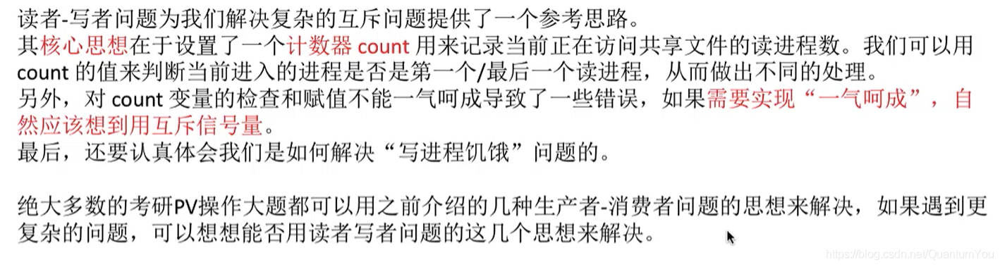 读者-写者问题为我们解决复杂的互斥问题提供了一个参考思路。
其核心思想在于设置了一个计数器 count 用来记录当前正在访问共享文件的读进程数。我们可以用
count 的值来判断当前进入的进程是否是第一个/最后一个读进程，从而做出不同的处理。
另外，对 count 变量的检查和赋值不能一气呵成导致了一些错误，如果需要实现“一气呵成”，自
然应该想到用互斥信号量。
最后，还要认真体会我们是如何解决“写进程饥饿”问题的。
绝大多数的考研PV操作大题都可以用之前介绍的几种生产者-消费者问题的思想来解决，如果遇到更
复杂的问题，可以想想能否用读者写者问题的这几个思想来解决。
https://blog.csdn.net/QuantumYou